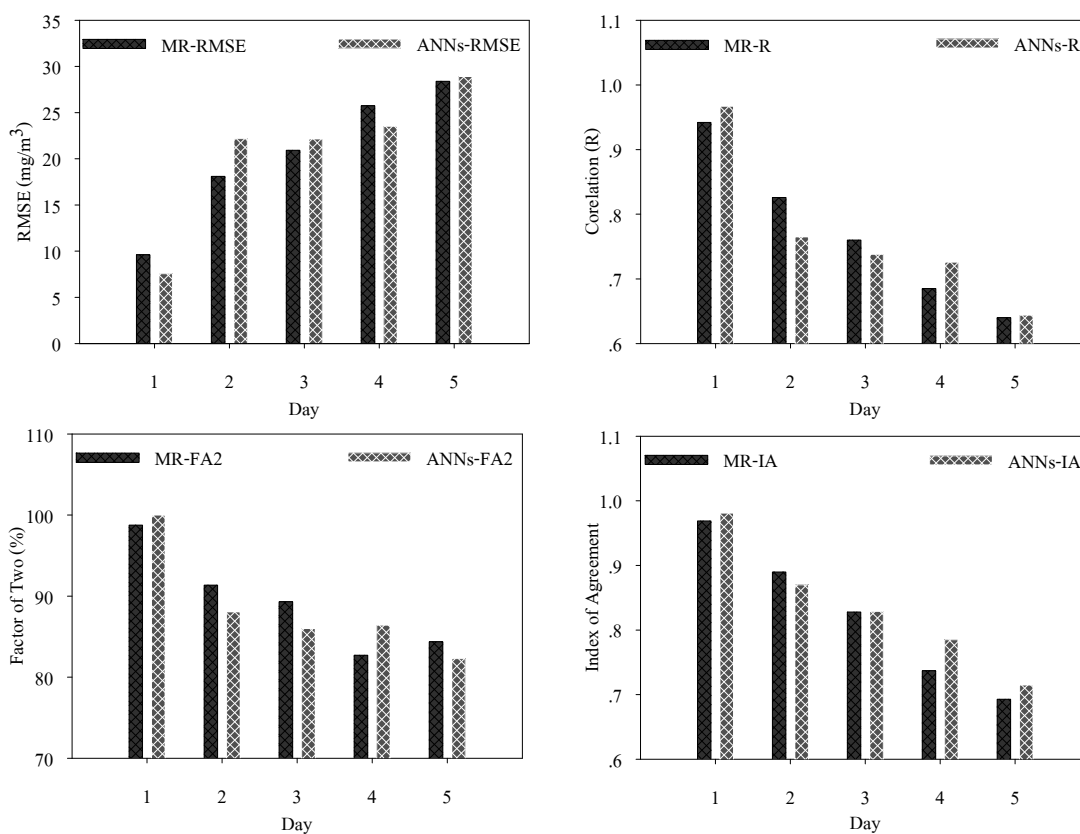 MR-RMSE ANNs-RMSE
35
30
25
20
15
10
5
0
RMSE (mg/m³)
1 2 3 4 5
Day
MR-R ANNs-R
1.1
1.0
.9
.8
.7
.6
Corelation (R)
1 2 3 4 5
Day
MR-FA2 ANNs-FA2
110
100
90
80
70
Factor of Two (%)
1 2 3 4 5
Day
MR-IA ANNs-IA
1.1
1.0
.9
.8
.7
.6
Index of Agreement
1 2 3 4 5
Day